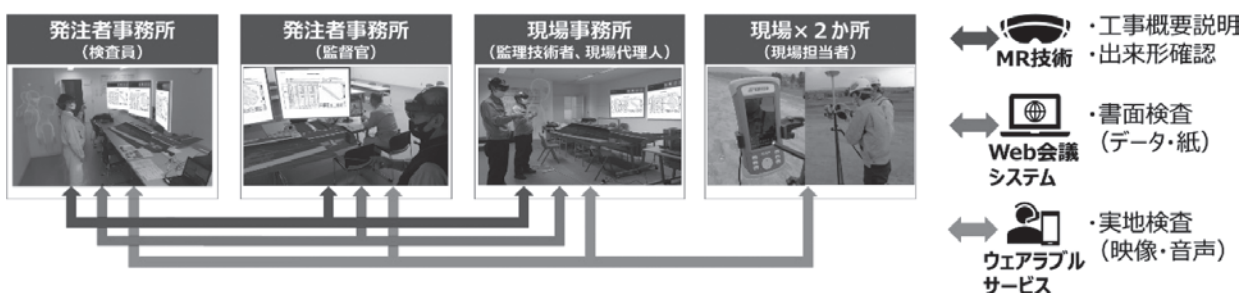 発注者事務所
(検査員)
発注者事務所
(監督官)
現場事務所
(監理技術者、現場代理人)
現場×2か所
(現場担当者)
MR技術
・工事概要説明
・出来形確認
Web会議
システム
・書面検査
(データ・紙)
ウェアラブル
サービス
・実地検査
(映像・音声)